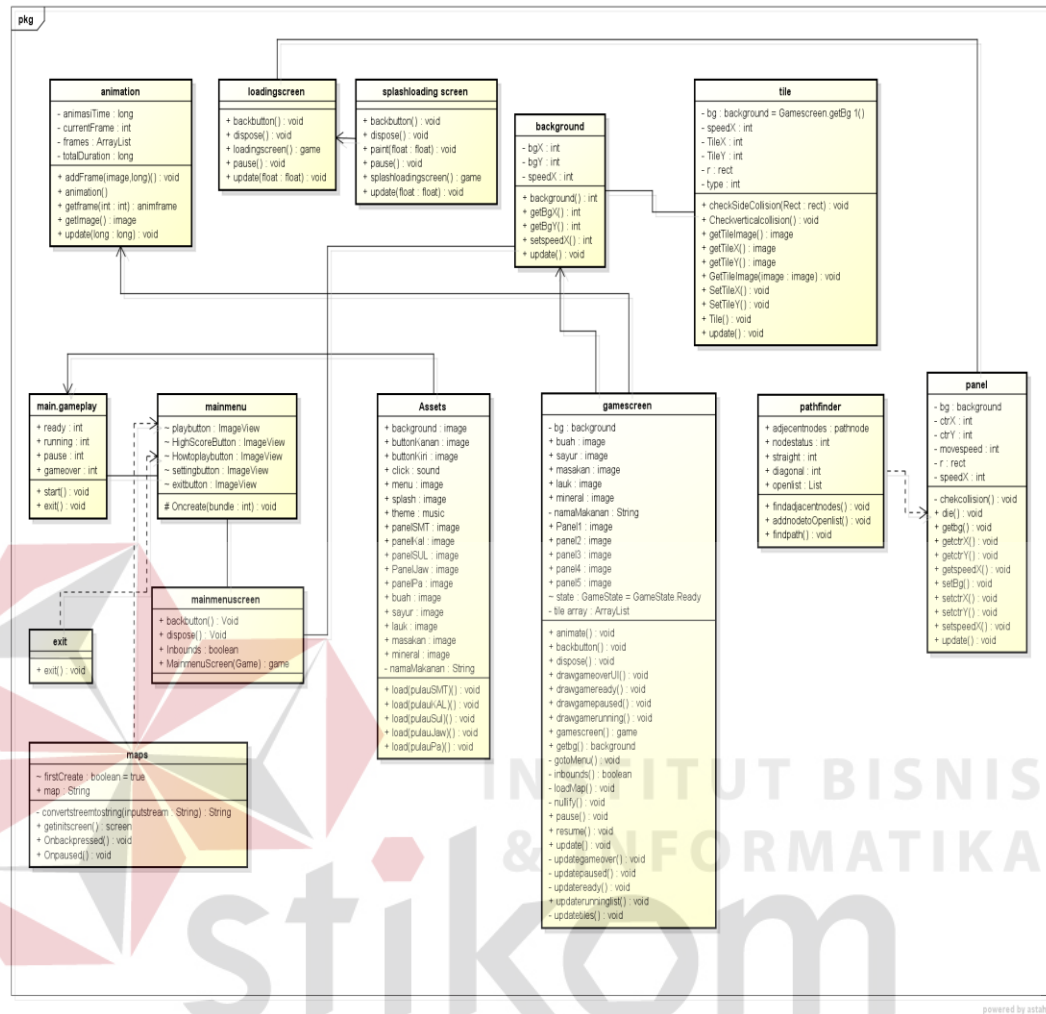 pkg
animation
- animasiTime : long
- currentFrame : int
- frames : ArrayList
- totalDuration : long
+ addFrame(image,long)() : void
+ animation()
+ getframe(int : int) : animframe
+ getImage() : image
+ update(long : long) : void
loadingscreen
+ backbutton() : void
+ dispose() : void
+ loadingscreen() : game
+ pause() : void
+ update(float : float) : void
splashloading screen
+ backbutton() : void
+ dispose() : void
+ paint(float : float) : void
+ pause() : void
+ splashloadingscreen() : game
+ update(float : float) : void
background
- bgX : int
- bgY : int
- speedX : int
+ background() : int
+ getBgX() : int
+ getBgY() : int
+ setspeedX() : int
+ update() : void
tile
- bg : background = Gamescreen.getBg 1()
- speedX : int
- TileX : int
- TileY : int
- r : rect
- type : int
+ checkSideCollision(Rect : rect) : void
+ Checkverticalcollision() : void
+ getTileImage() : image
+ getTileX() : image
+ getTileY() : image
+ GetTileImage(image : image) : void
+ SetTileX() : void
+ SetTileY() : void
+ Tile() : void
+ update() : void
main.gameplay
+ ready : int
+ running : int
+ pause : int
+ gameover : int
+ start() : void
+ exit() : void
mainmenu
~ playbutton : ImageView
~ HighScoreButton : ImageView
~ Howtoplaybutton : ImageView
~ settingbutton : ImageView
~ exitbutton : ImageView
# Oncreate(bundle : int) : void
Assets
+ background : image
+ buttonKanan : image
+ buttonKiri : image
+ click : sound
+ menu : image
+ splash : image
+ theme : music
+ panelSMT : image
+ panelKal : image
+ panelSUL : image
+ PanelJaw : image
+ panelPa : image
+ buah : image
+ sayur : image
+ lauk : image
+ masakan : image
+ mineral : image
- namaMakanan : String
+ load(pulauSMT)() : void
+ load(pulauKAL)() : void
+ load(pulauSul)() : void
+ load(pulauJaw)() : void
+ load(pulauPa)() : void
gamescreen
- bg : background
+ buah : image
+ sayur : image
+ masakan : image
+ lauk : image
+ mineral : image
- namaMakanan : String
+ Panel1 : image
+ panel2 : image
+ panel3 : image
+ panel4 : image
+ panel5 : image
~ state : GameState = GameState.Ready
- tile array : ArrayList
+ animate() : void
+ backbutton() : void
+ dispose() : void
+ drawgameoverUI() : void
+ drawgameready() : void
+ drawgamepaused() : void
+ drawgamerunning() : void
+ gamescreen() : game
+ getbg() : background
- gotoMenu() : void
- inbounds() : boolean
- loadMap() : void
- nullify() : void
+ pause() : void
+ resume() : void
+ update() : void
- updategameover() : void
- updatepaused() : void
- updateready() : void
+ updaterunninglist() : void
- updatetiles() : void
pathfinder
+ adjecentnodes : pathnode
+ nodestatus : int
+ straight : int
+ diagonal : int
+ openlist : List
+ findadjacentnodes() : void
+ addnodetoOpenlist() : void
+ findpath() : void
panel
- bg : background
- ctrX : int
- ctrY : int
- movespeed : int
- r : rect
- speedX : int
- chekcollision() : void
+ die() : void
+ getbg() : void
+ getctrX() : void
+ getctrY() : void
+ getspeedX() : void
+ setBg() : void
+ setctrX() : void
+ setctrY() : void
+ setspeedX() : void
+ update() : void
mainmenuscreen
+ backbutton() : Void
+ dispose() : Void
+ Inbounds : boolean
+ MainmenuScreen(Game) : game
exit
+ exit() : void
maps
~ firstCreate : boolean = true
+ map : String
- convertstreemtostring(inputstream : String) : String
+ getinitscreen() : screen
+ Onbackpressed() : void
+ Onpaused() : void
INSTITUT BISNIS
& INFORMATIKA
stikom
powered by astah